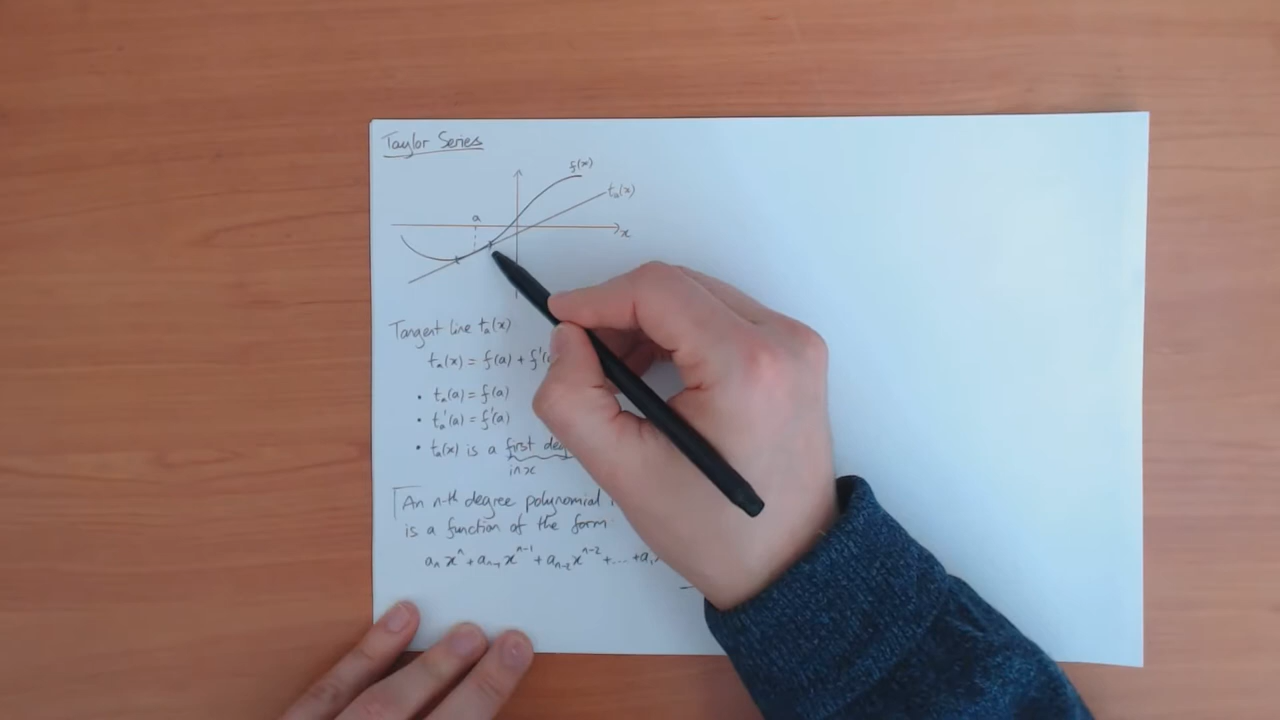 Taylor Series
f(x)
tₐ(x)
a
x
Tangent line tₐ(x)
tₐ(x) = f(a) + f'(
• tₐ(a) = f(a)
• tₐ'(a) = f'(a)
• tₐ(x) is a first deg
in x
An n-th degree polynomial
is a function of the form
aₙxⁿ + aₙ₋₁xⁿ⁻¹ + aₙ₋₂xⁿ⁻² + ... + a₁